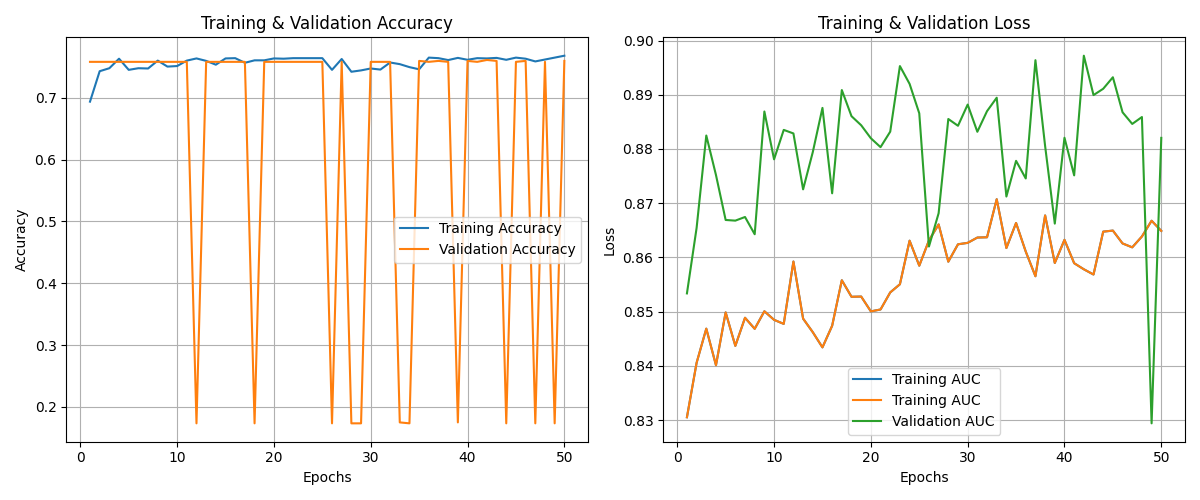 Training & Validation Accuracy
Accuracy
0.7
0.6
0.5
0.4
0.3
0.2
Training Accuracy
Validation Accuracy
0 10 20 30 40 50
Epochs
Training & Validation Loss
Loss
0.90
0.89
0.88
0.87
0.86
0.85
0.84
0.83
Training AUC
Training AUC
Validation AUC
0 10 20 30 40 50
Epochs